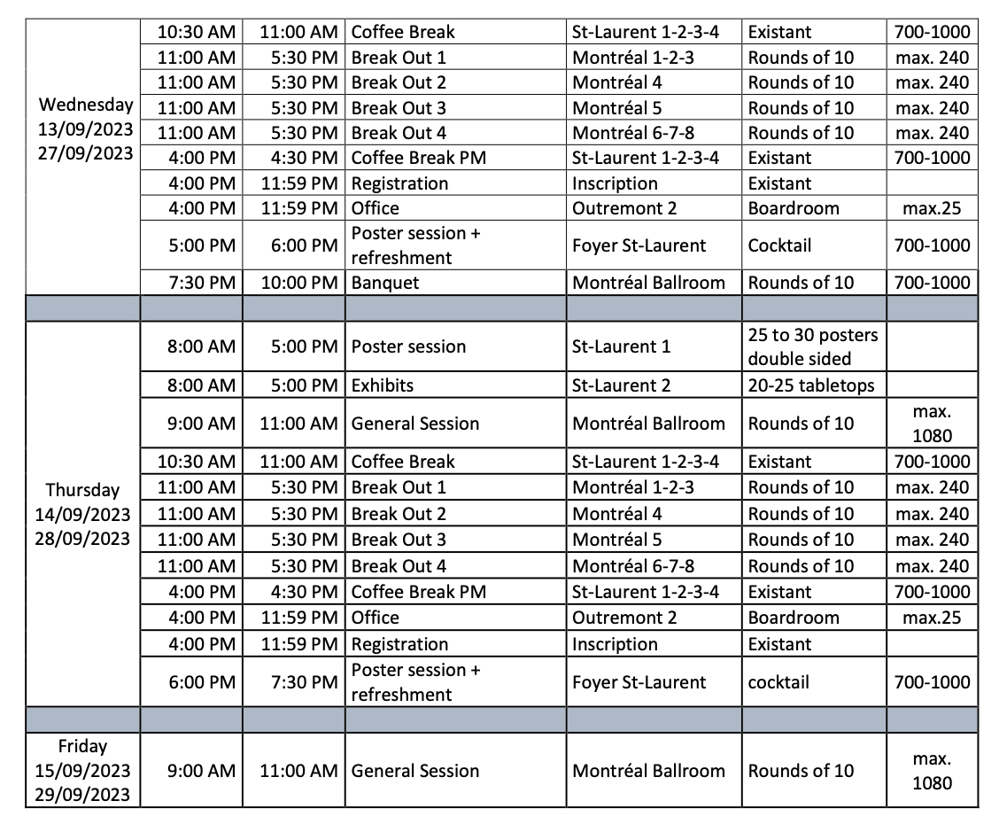 10:30 AM 11:00 AM Coffee Break St-Laurent 1-2-3-4 Existant 700-1000
11:00 AM 5:30 PM Break Out 1 Montréal 1-2-3 Rounds of 10 max. 240
11:00 AM 5:30 PM Break Out 2 Montréal 4 Rounds of 10 max. 240
Wednesday
13/09/2023
27/09/2023
11:00 AM 5:30 PM Break Out 3 Montréal 5 Rounds of 10 max. 240
11:00 AM 5:30 PM Break Out 4 Montréal 6-7-8 Rounds of 10 max. 240
4:00 PM 4:30 PM Coffee Break PM St-Laurent 1-2-3-4 Existant 700-1000
4:00 PM 11:59 PM Registration Inscription Existant
4:00 PM 11:59 PM Office Outremont 2 Boardroom max.25
5:00 PM 6:00 PM Poster session +
refreshment Foyer St-Laurent Cocktail 700-1000
7:30 PM 10:00 PM Banquet Montréal Ballroom Rounds of 10 700-1000
8:00 AM 5:00 PM Poster session St-Laurent 1 25 to 30 posters
double sided
8:00 AM 5:00 PM Exhibits St-Laurent 2 20-25 tabletops
9:00 AM 11:00 AM General Session Montréal Ballroom Rounds of 10 max.
1080
10:30 AM 11:00 AM Coffee Break St-Laurent 1-2-3-4 Existant 700-1000
Thursday
14/09/2023
28/09/2023
11:00 AM 5:30 PM Break Out 1 Montréal 1-2-3 Rounds of 10 max. 240
11:00 AM 5:30 PM Break Out 2 Montréal 4 Rounds of 10 max. 240
11:00 AM 5:30 PM Break Out 3 Montréal 5 Rounds of 10 max. 240
11:00 AM 5:30 PM Break Out 4 Montréal 6-7-8 Rounds of 10 max. 240
4:00 PM 4:30 PM Coffee Break PM St-Laurent 1-2-3-4 Existant 700-1000
4:00 PM 11:59 PM Office Outremont 2 Boardroom max.25
4:00 PM 11:59 PM Registration Inscription Existant
6:00 PM 7:30 PM Poster session +
refreshment Foyer St-Laurent cocktail 700-1000
Friday
15/09/2023
29/09/2023
9:00 AM 11:00 AM General Session Montréal Ballroom Rounds of 10 max.
1080